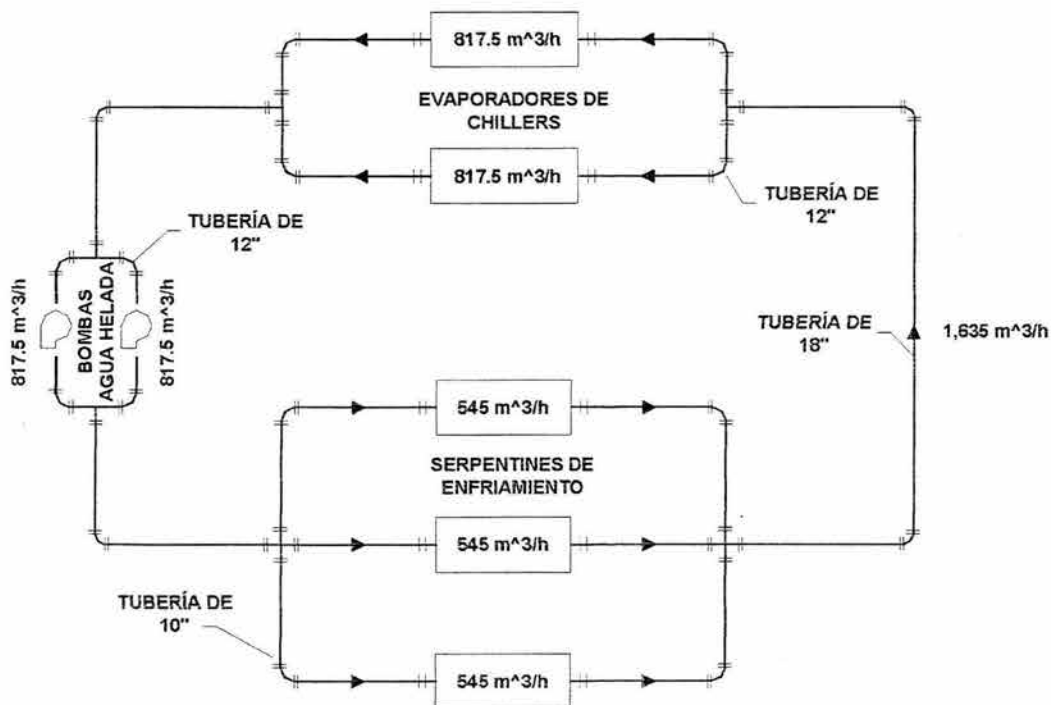 817.5 m^3/h
EVAPORADORES DE
CHILLERS
817.5 m^3/h
TUBERÍA DE
12"
TUBERÍA DE
12"
817.5 m^3/h
BOMBAS
AGUA HELADA
817.5 m^3/h
TUBERÍA DE
18"
1,635 m^3/h
545 m^3/h
SERPENTINES DE
ENFRIAMIENTO
545 m^3/h
TUBERÍA DE
10"
545 m^3/h